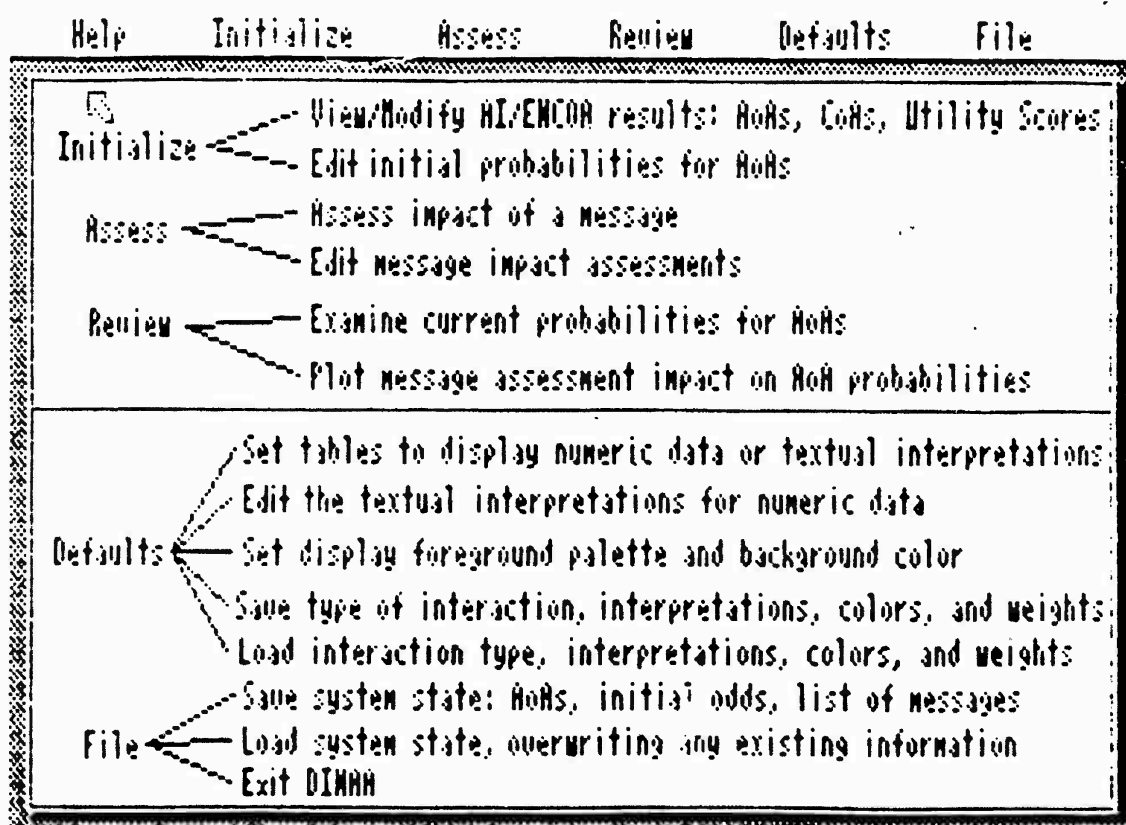 Help Initialize Assess Review Defaults File
View/Modify AI/ENCOA results: AoAs, CoAs, Utility Scores
Initialize
Edit initial probabilities for AoAs
Assess impact of a message
Assess
Edit message impact assessments
Review
Examine current probabilities for AoAs
Plot message assessment impact on AoA probabilities
Set tables to display numeric data or textual interpretations
Edit the textual interpretations for numeric data
Defaults
Set display foreground palette and background color
Save type of interaction, interpretations, colors, and weights
Load interaction type, interpretations, colors, and weights
Save system state: AoAs, initial odds, list of messages
File
Load system state, overwriting any existing information
Exit DINAA